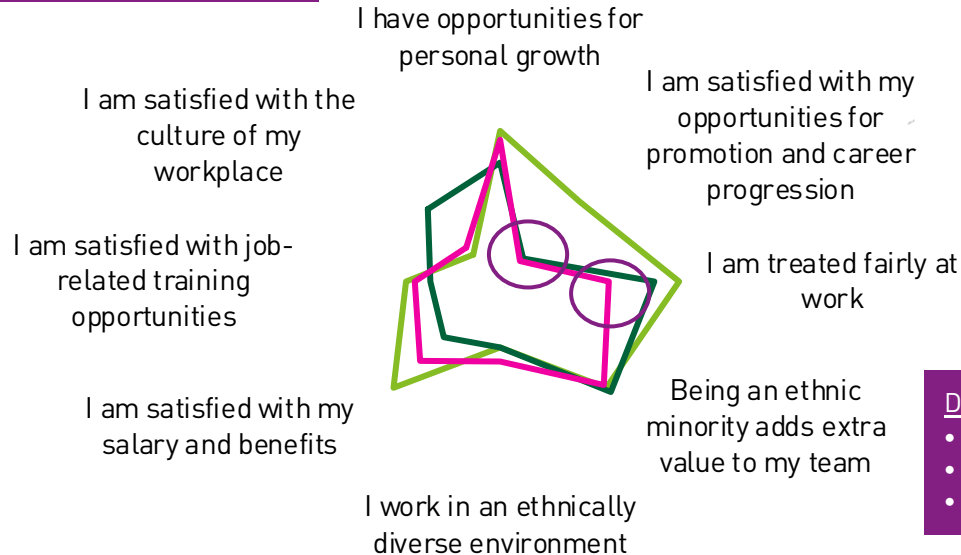 I have opportunities for
personal growth
I am satisfied with my
opportunities for
promotion and career
progression
I am treated fairly at
work
Being an ethnic
minority adds extra
value to my team
I work in an ethnically
diverse environment
I am satisfied with my
salary and benefits
I am satisfied with job-
related training
opportunities
I am satisfied with the
culture of my
workplace
D
•
•
•